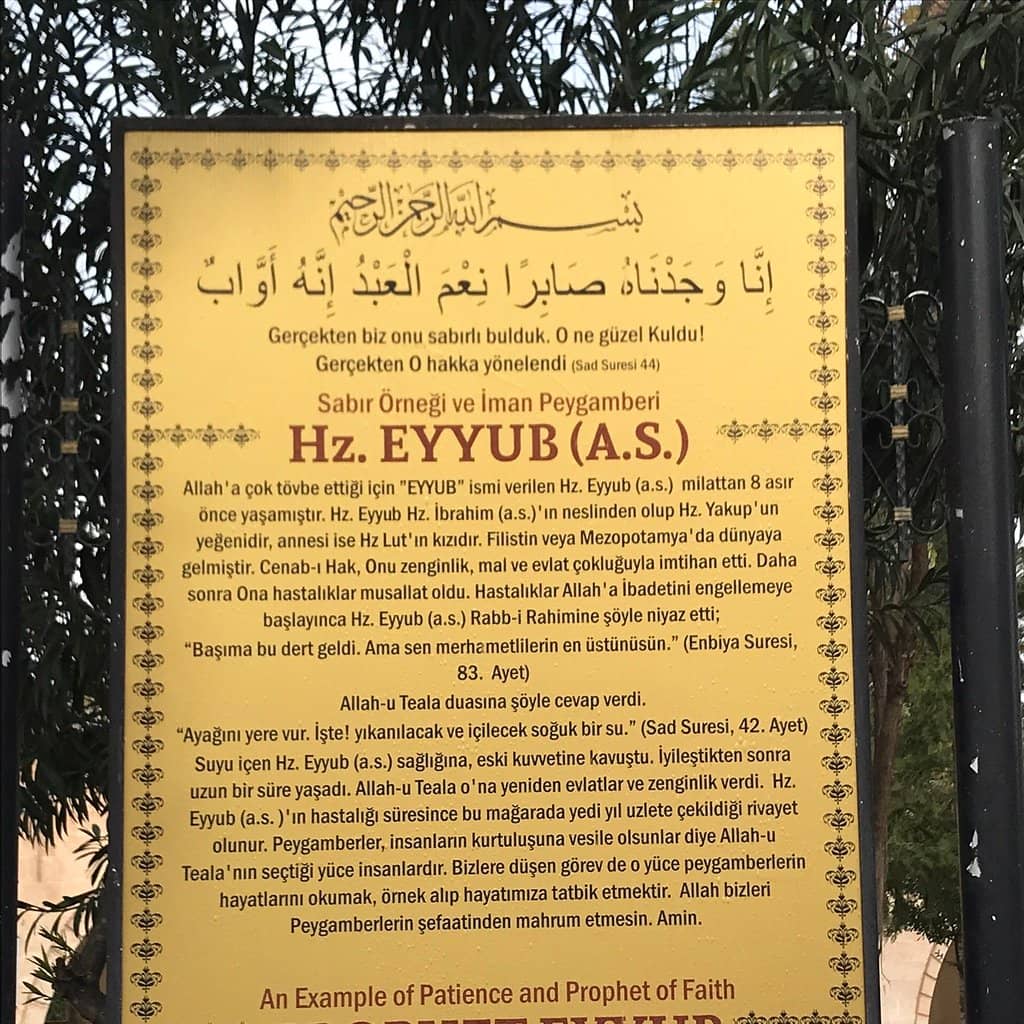 بسم الله الرحمن الرحيم
إِنَّا وَجَدْنَاهُ صَابِرًا نِعْمَ الْعَبْدُ إِنَّهُ أَوَّابٌ
Gerçekten biz onu sabırlı bulduk. O ne güzel Kuldu!
Gerçekten O hakka yönelendi (Sad Suresi 44)
Sabır Örneği ve İman Peygamberi
Hz. EYYUB (A.S.)
Allah'a çok tövbe ettiği için "EYYUB" ismi verilen Hz. Eyyub (a.s.) milattan 8 asır
önce yaşamıştır. Hz. Eyyub Hz. İbrahim (a.s.)'ın neslinden olup Hz. Yakup'un
yeğenidir, annesi ise Hz Lut'ın kızıdır. Filistin veya Mezopotamya'da dünyaya
gelmiştir. Cenab-ı Hak, Onu zenginlik, mal ve evlat çokluğuyla imtihan etti. Daha
sonra Ona hastalıklar musallat oldu. Hastalıklar Allah'a İbadetini engellemeye
başlayınca Hz. Eyyub (a.s.) Rabb-i Rahimine şöyle niyaz etti;
“Başıma bu dert geldi. Ama sen merhametlilerin en üstünüsün.” (Enbiya Suresi,
83. Ayet)
Allah-u Teala duasına şöyle cevap verdi.
“Ayağını yere vur. İşte! yıkanılacak ve içilecek soğuk bir su.” (Sad Suresi, 42. Ayet)
Suyu içen Hz. Eyyub (a.s.) sağlığına, eski kuvvetine kavuştu. İyileştikten sonra
uzun bir süre yaşadı. Allah-u Teala o'na yeniden evlatlar ve zenginlik verdi. Hz.
Eyyub (a.s. )'ın hastalığı süresince bu mağarada yedi yıl uzlete çekildiği rivayet
olunur. Peygamberler, insanların kurtuluşuna vesile olsunlar diye Allah-u
Teala'nın seçtiği yüce insanlardır. Bizlere düşen görev de o yüce peygamberlerin
hayatlarını okumak, örnek alıp hayatımıza tatbik etmektir. Allah bizleri
Peygamberlerin şefaatinden mahrum etmesin. Amin.
An Example of Patience and Prophet of Faith